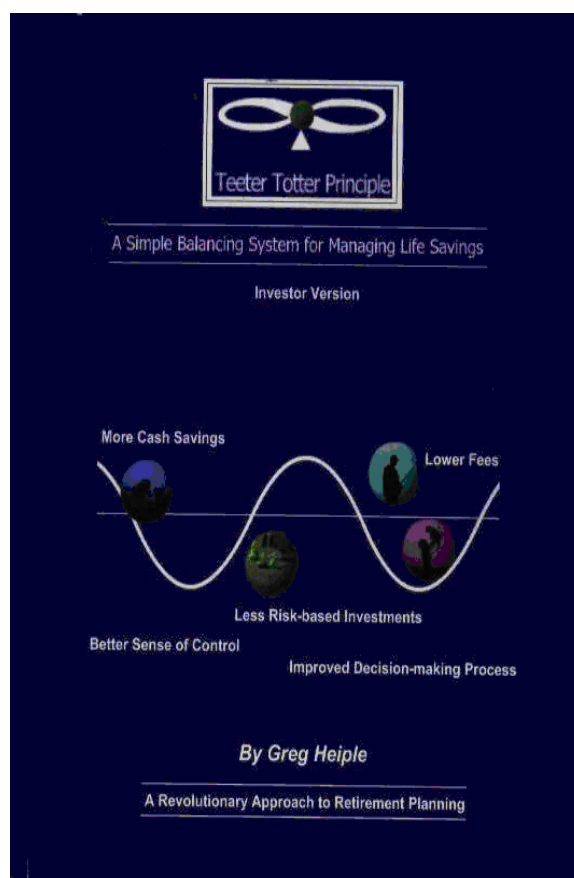 Teeter Totter Principle
A Simple Balancing System for Managing Life Savings
Investor Version
More Cash Savings
Lower Fees
Less Risk-based Investments
Better Sense of Control
Improved Decision-making Process
By Greg Heiple
A Revolutionary Approach to Retirement Planning